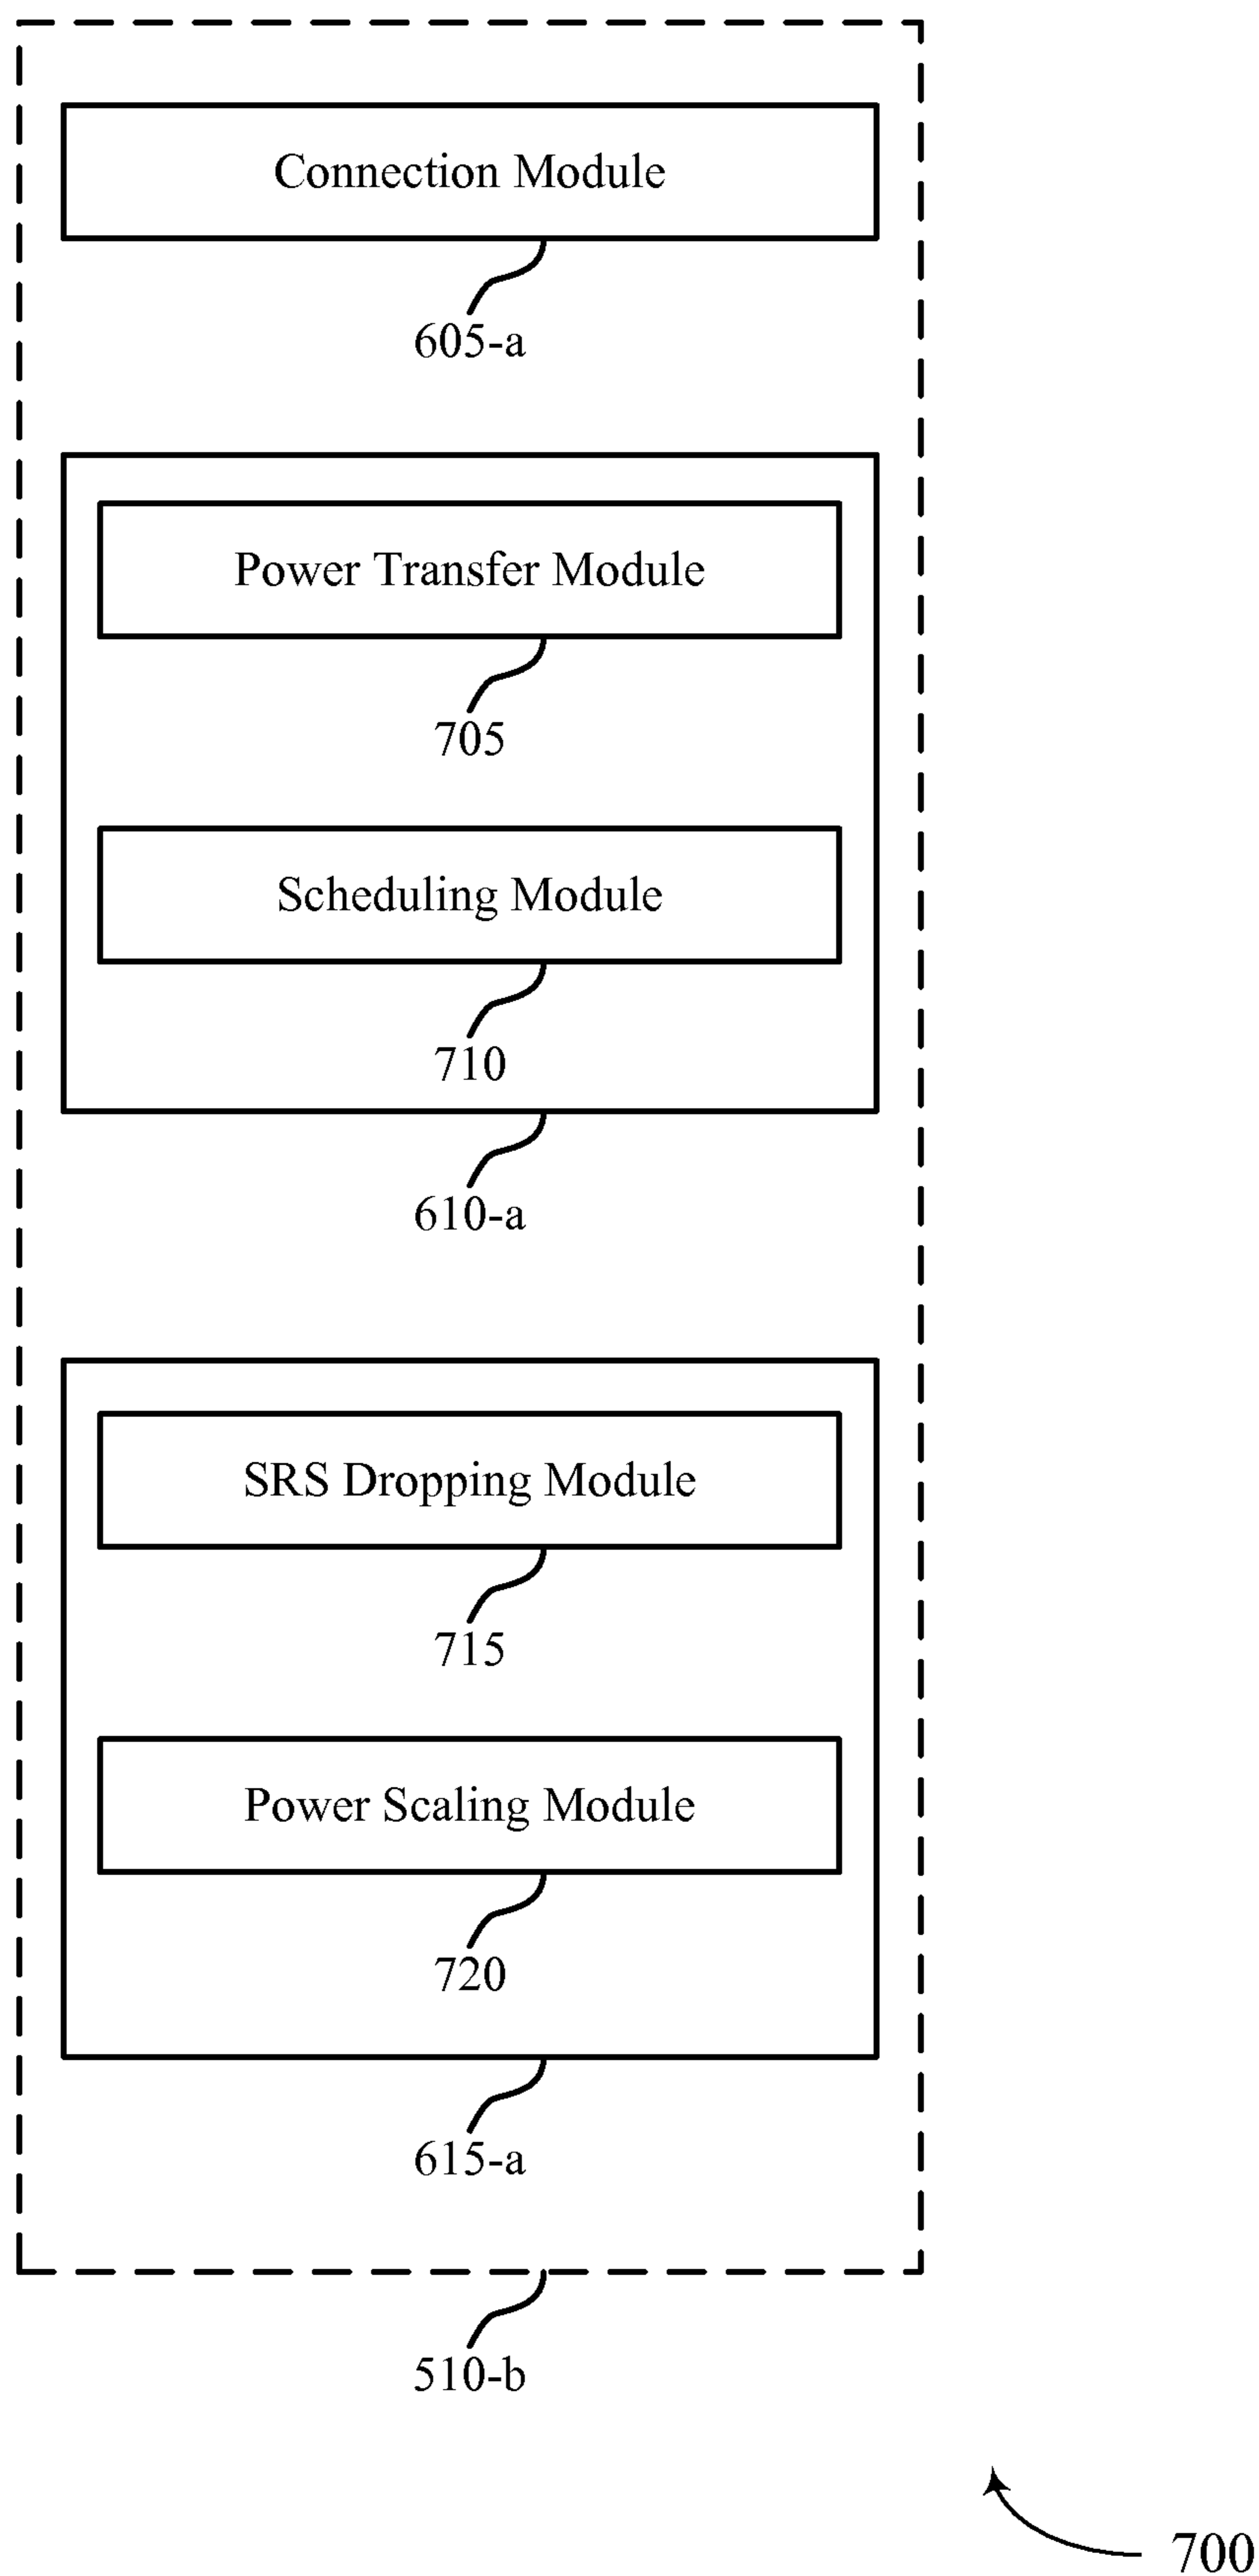 Connection Module
605-a
Power Transfer Module
705
Scheduling Module
710
610-a
SRS Dropping Module
715
Power Scaling Module
720
615-a
510-b
700